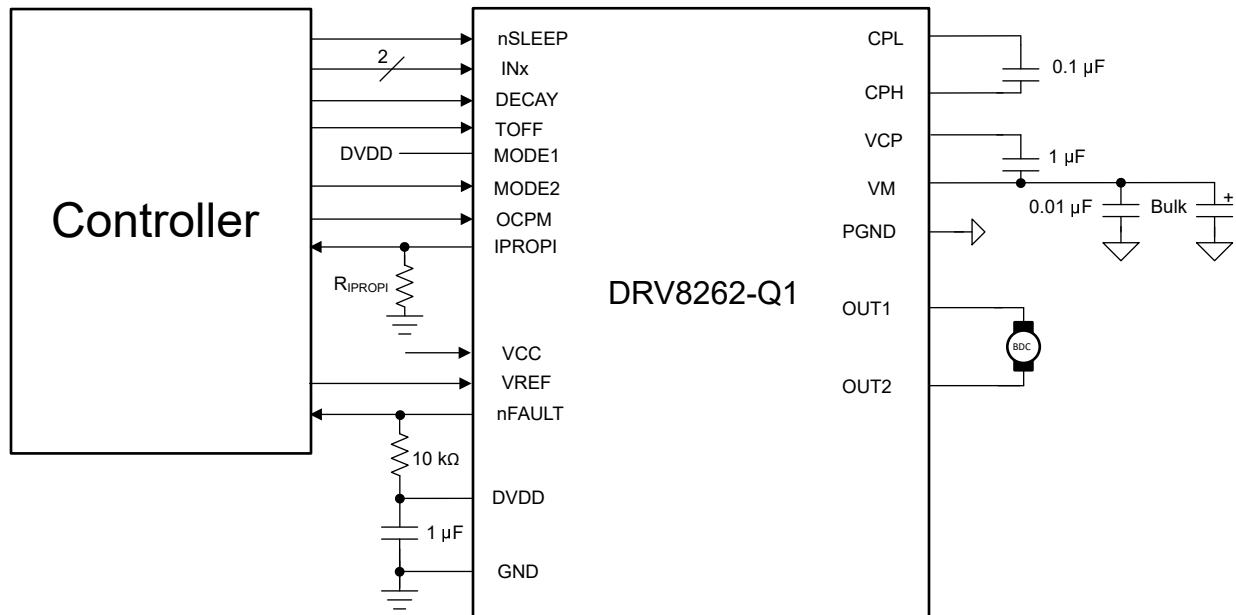 Controller
2
DVDD
R_IPROPI
10 kΩ
1 µF
nSLEEP
INx
DECAY
TOFF
MODE1
MODE2
OCPM
IPROPI
VCC
VREF
nFAULT
DVDD
GND
DRV8262-Q1
CPL
CPH
VCP
VM
PGND
OUT1
OUT2
0.1 µF
1 µF
0.01 µF
Bulk
+
BDC